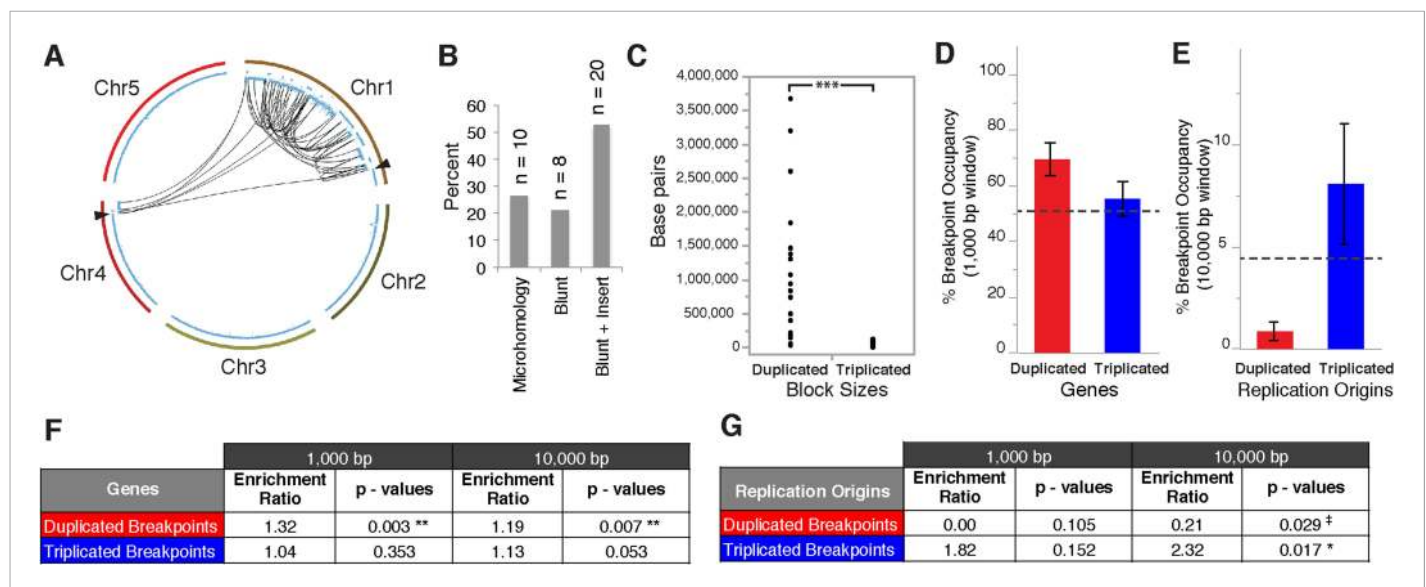 A
Chr5
Chr1
Chr4
Chr2
Chr3
B
Percent
60
50
40
30
20
10
0
n = 10
n = 8
n = 20
Microhomology
Blunt
Blunt + Insert
C
Base pairs
4,000,000
3,500,000
3,000,000
2,500,000
2,000,000
1,500,000
1,000,000
500,000
0
***
Duplicated Triplicated
Block Sizes
D
% Breakpoint Occupancy
(1,000 bp window)
100
80
60
40
20
0
Duplicated Triplicated
Genes
E
% Breakpoint Occupancy
(10,000 bp window)
10
5
0
Duplicated Triplicated
Replication Origins
F
1,000 bp 10,000 bp
Genes Enrichment Ratio p - values Enrichment Ratio p - values
Duplicated Breakpoints 1.32 0.003 ** 1.19 0.007 **
Triplicated Breakpoints 1.04 0.353 1.13 0.053
G
1,000 bp 10,000 bp
Replication Origins Enrichment Ratio p - values Enrichment Ratio p - values
Duplicated Breakpoints 0.00 0.105 0.21 0.029 ‡
Triplicated Breakpoints 1.82 0.152 2.32 0.017 *